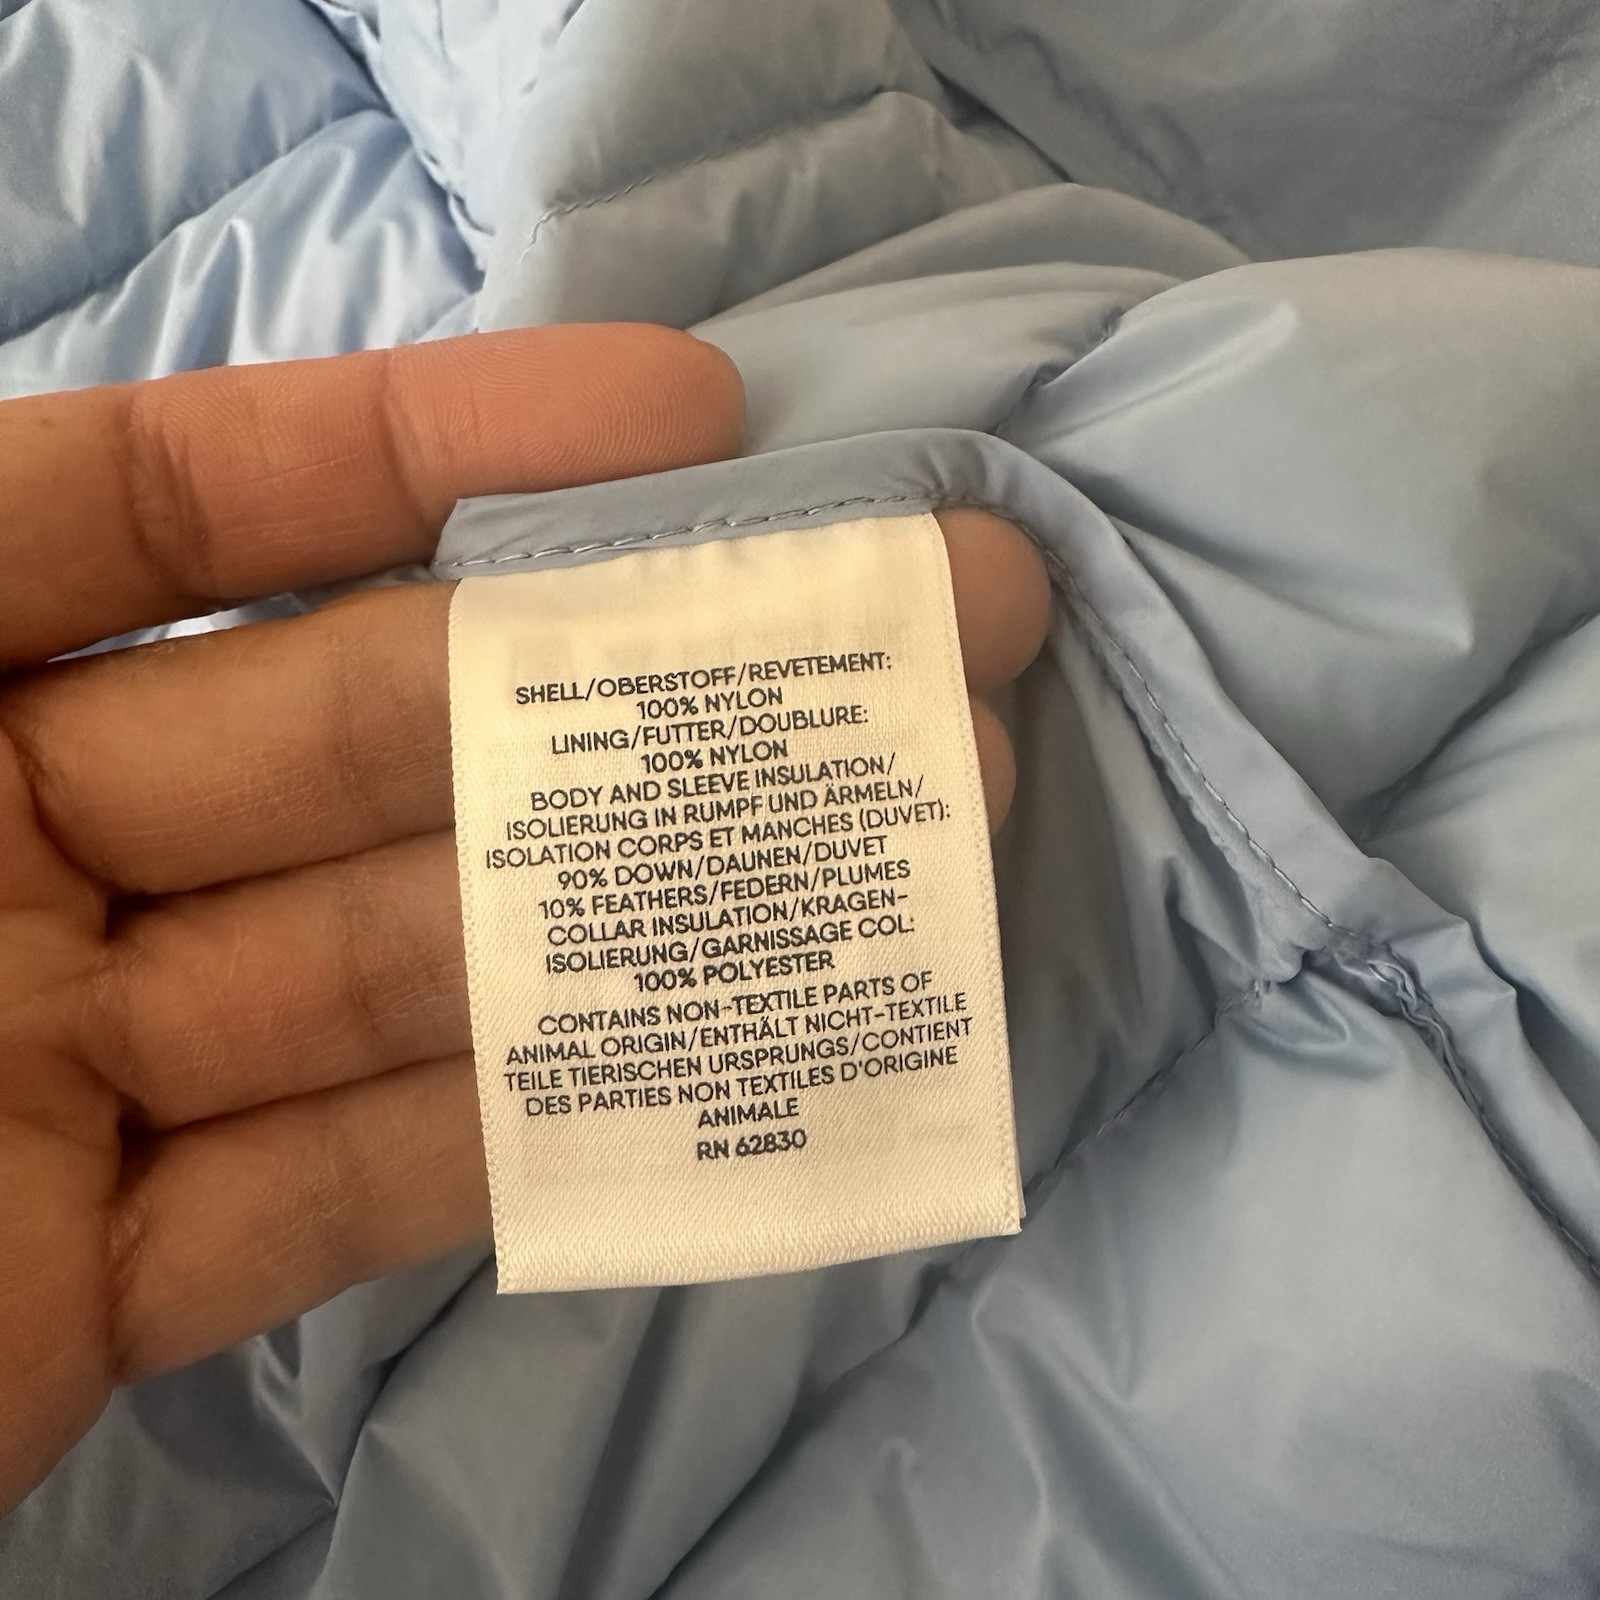 SHELL/OBERSTOFF/REVETEMENT:
100% NYLON
LINING/FUTTER/DOUBLURE:
100% NYLON
BODY AND SLEEVE INSULATION/
ISOLIERUNG IN RUMPF UND ÄRMELN/
ISOLATION CORPS ET MANCHES (DUVET):
90% DOWN/DAUNEN/DUVET
10% FEATHERS/FEDERN/PLUMES
COLLAR INSULATION/KRAGEN-
ISOLIERUNG/GARNISSAGE COL:
100% POLYESTER
CONTAINS NON-TEXTILE PARTS OF
ANIMAL ORIGIN/ENTHÄLT NICHT-TEXTILE
TEILE TIERISCHEN URSPRUNGS/CONTIENT
DES PARTIES NON TEXTILES D'ORIGINE
ANIMALE
RN 62830